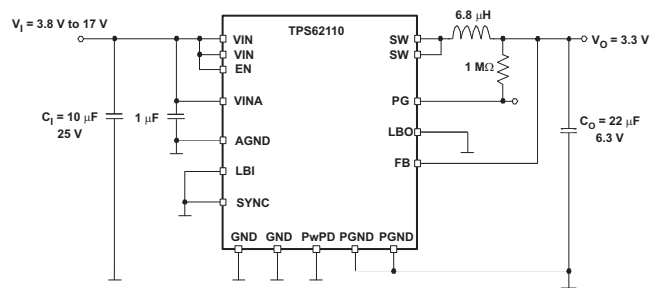 TPS62110
V_I = 3.8 V to 17 V
VIN
VIN
EN
VINA
AGND
LBI
SYNC
C_I = 10 μF
25 V
1 μF
GND
GND
PwPD
PGND
PGND
SW
SW
PG
LBO
FB
6.8 μH
1 MΩ
V_O = 3.3 V
C_O = 22 μF
6.3 V